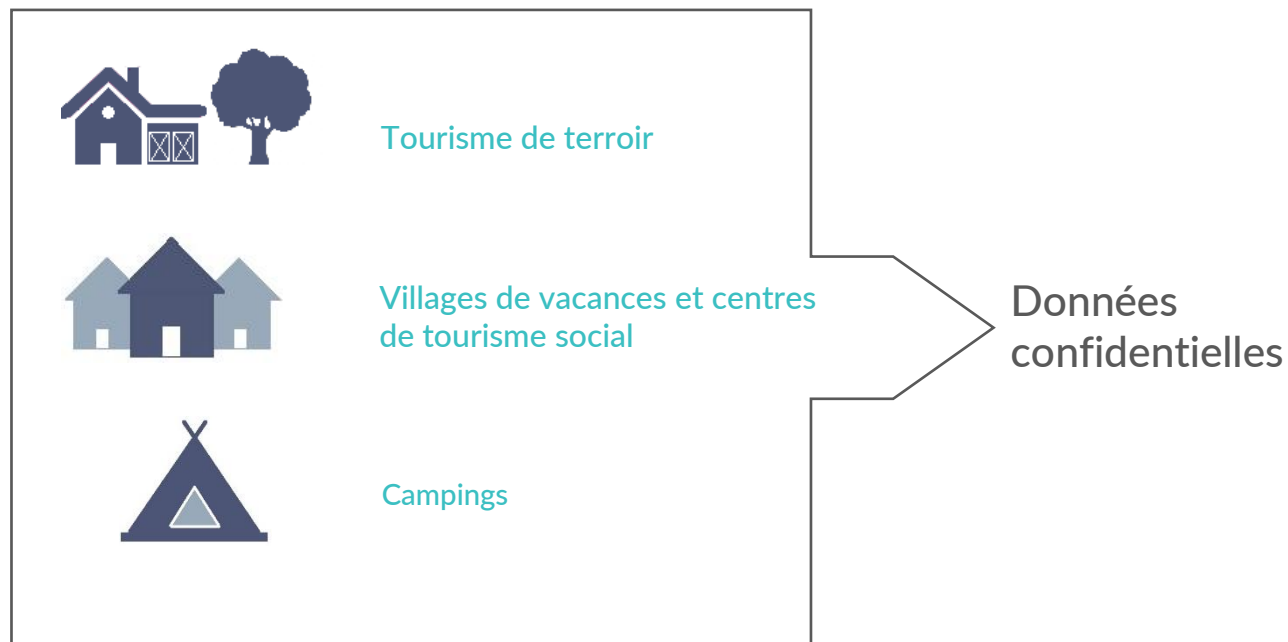 Tourisme de terroir
Villages de vacances et centres
de tourisme social
Campings
Données
confidentielles